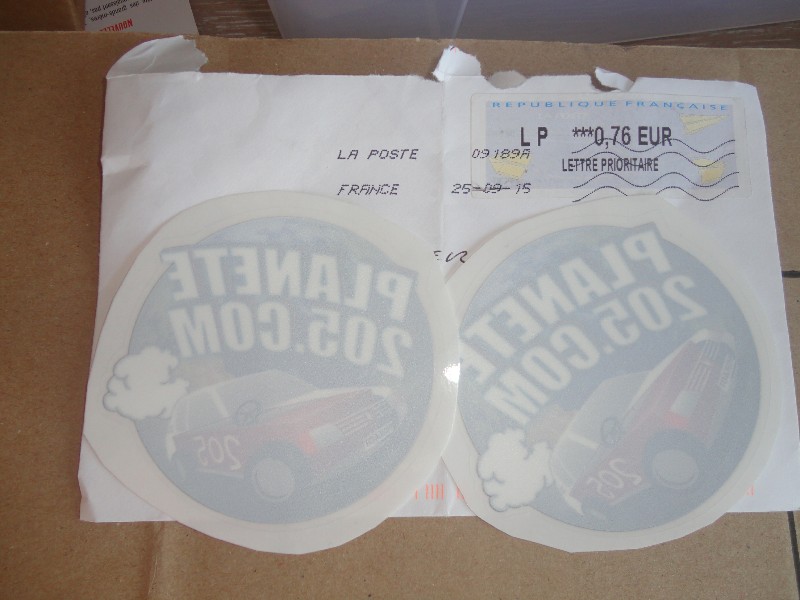 NOUVELLE
REPUBLIQUE FRANÇAISE
LP ***0,76 EUR
LETTRE PRIORITAIRE
LA POSTE 09189A
FRANCE 25-09-15
PLANETE
205.COM
205
PLANETE
205.COM
205